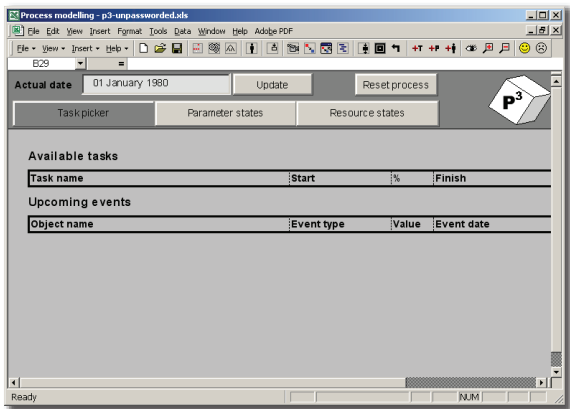 Process modelling - p3-unpassworded.xls
File Edit View Insert Format Tools Data Window Help Adobe PDF
File View Insert Help +T +P
B29 =
Actual date 01 January 1980 Update Reset process
P3
Task picker Parameter states Resource states
Available tasks
Task name Start % Finish
Upcoming events
Object name Event type Value Event date
Ready NUM